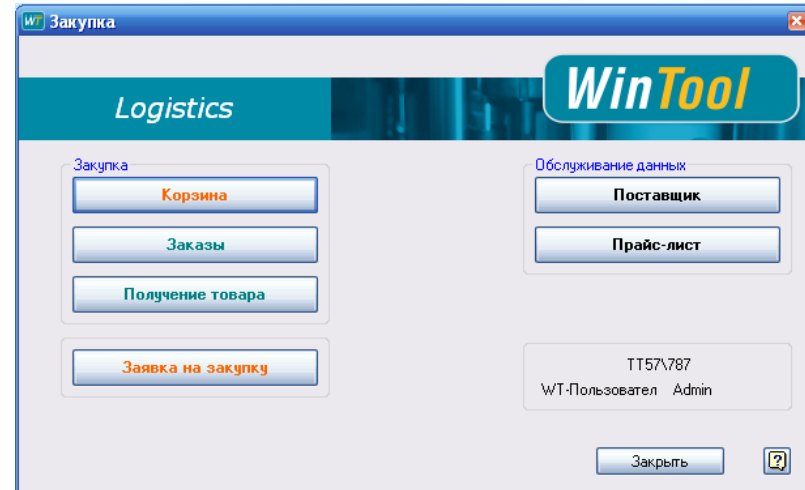 WT Закупка
WinTool
Logistics
Закупка
Корзина
Заказы
Получение товара
Заявка на закупку
Обслуживание данных
Поставщик
Прайс-лист
TT57\787
WT-Пользовател Admin
Закрыть
?